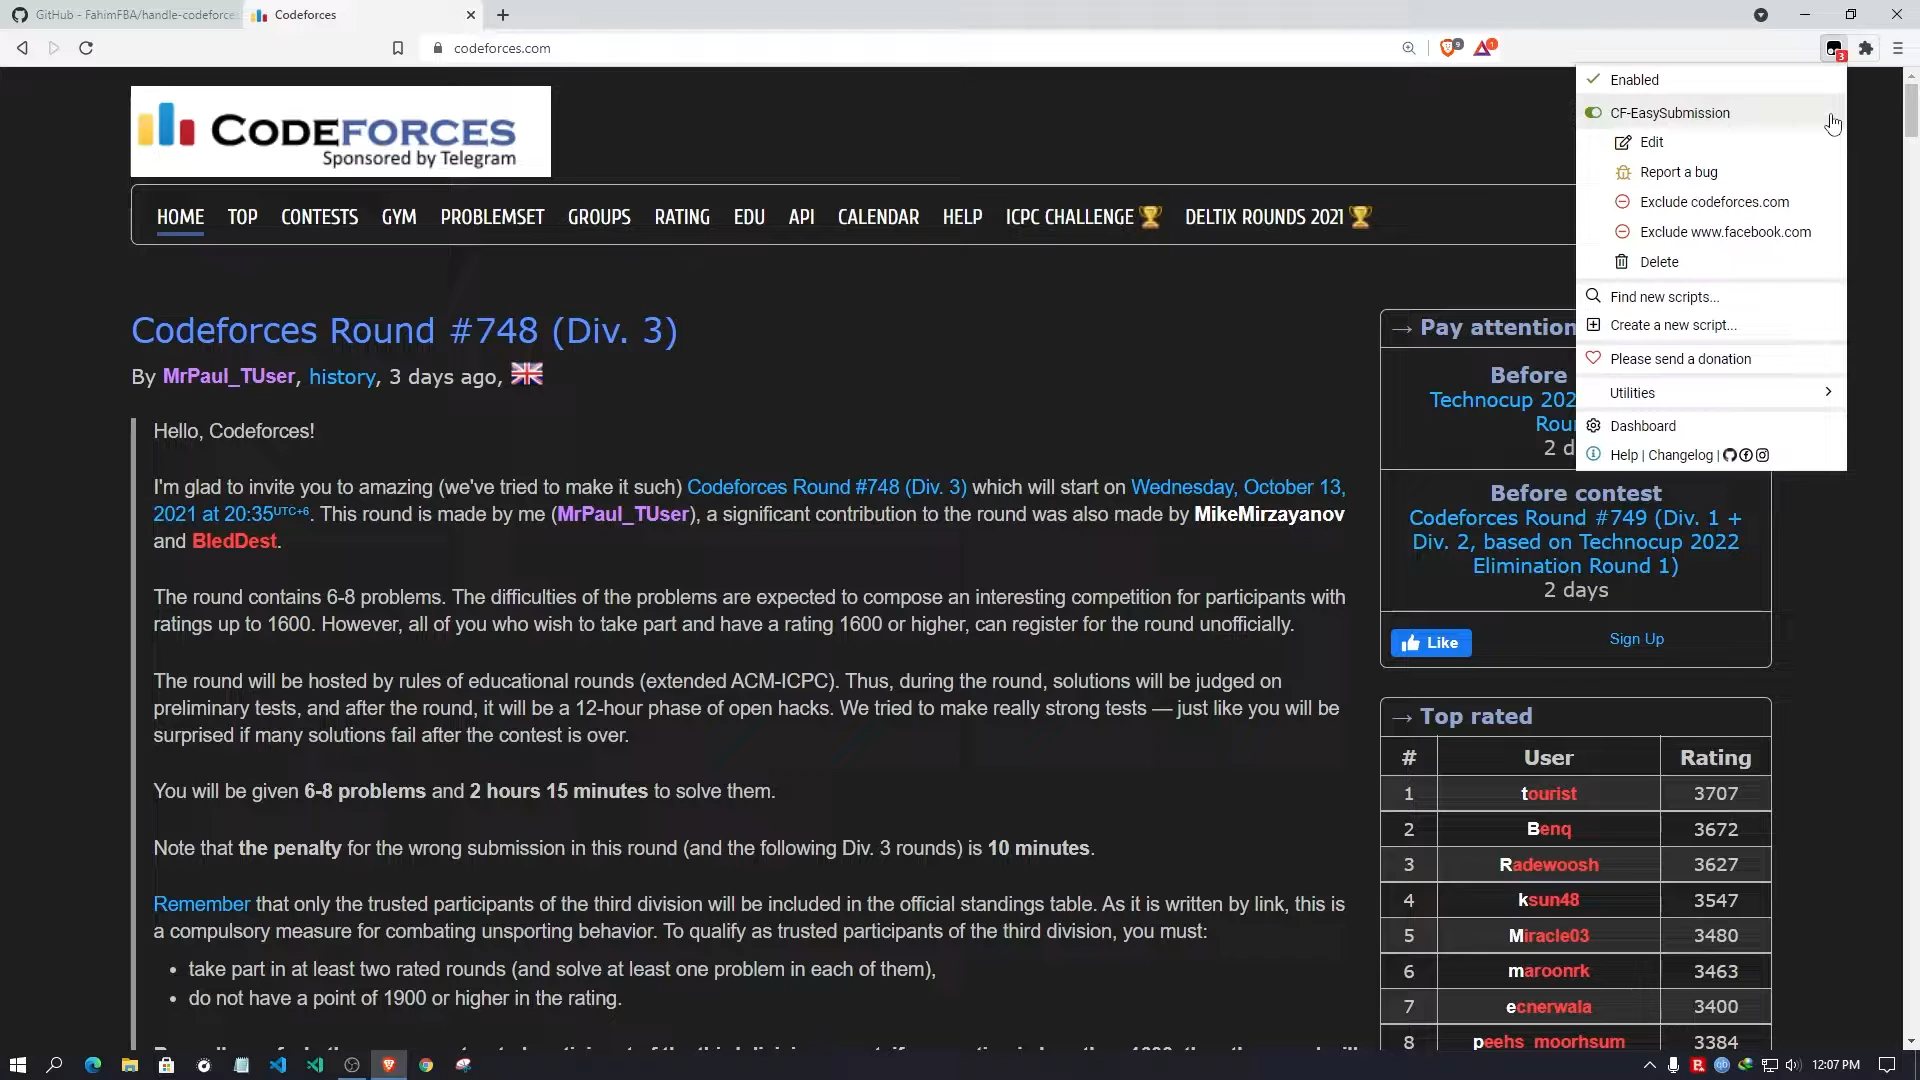 GitHub - FahimFBA/handle-codeforce
Codeforces
codeforces.com
9
1
3
CODEFORCES
Sponsored by Telegram
HOME TOP CONTESTS GYM PROBLEMSET GROUPS RATING EDU API CALENDAR HELP ICPC CHALLENGE DELTIX ROUNDS 2021
Enabled
CF-EasySubmission
Edit
Report a bug
Exclude codeforces.com
Exclude www.facebook.com
Delete
Find new scripts...
Create a new script...
Please send a donation
Utilities
Dashboard
Help | Changelog |
Codeforces Round #748 (Div. 3)
By MrPaul_TUser, history, 3 days ago,
Hello, Codeforces!
I'm glad to invite you to amazing (we've tried to make it such) Codeforces Round #748 (Div. 3) which will start on Wednesday, October 13,
2021 at 20:35UTC+6. This round is made by me (MrPaul_TUser), a significant contribution to the round was also made by MikeMirzayanov
and BledDest.
The round contains 6-8 problems. The difficulties of the problems are expected to compose an interesting competition for participants with
ratings up to 1600. However, all of you who wish to take part and have a rating 1600 or higher, can register for the round unofficially.
The round will be hosted by rules of educational rounds (extended ACM-ICPC). Thus, during the round, solutions will be judged on
preliminary tests, and after the round, it will be a 12-hour phase of open hacks. We tried to make really strong tests — just like you will be
surprised if many solutions fail after the contest is over.
You will be given 6-8 problems and 2 hours 15 minutes to solve them.
Note that the penalty for the wrong submission in this round (and the following Div. 3 rounds) is 10 minutes.
Remember that only the trusted participants of the third division will be included in the official standings table. As it is written by link, this is
a compulsory measure for combating unsporting behavior. To qualify as trusted participants of the third division, you must:
• take part in at least two rated rounds (and solve at least one problem in each of them),
• do not have a point of 1900 or higher in the rating.
→ Pay attention
Before
Technocup 202
Rou
2 d
Before contest
Codeforces Round #749 (Div. 1 +
Div. 2, based on Technocup 2022
Elimination Round 1)
2 days
Like
Sign Up
→ Top rated
# User Rating
1 tourist 3707
2 Benq 3672
3 Radewoosh 3627
4 ksun48 3547
5 Miracle03 3480
6 maroonrk 3463
7 ecnerwala 3400
8 peehs_moorhsum 3384
12:07 PM